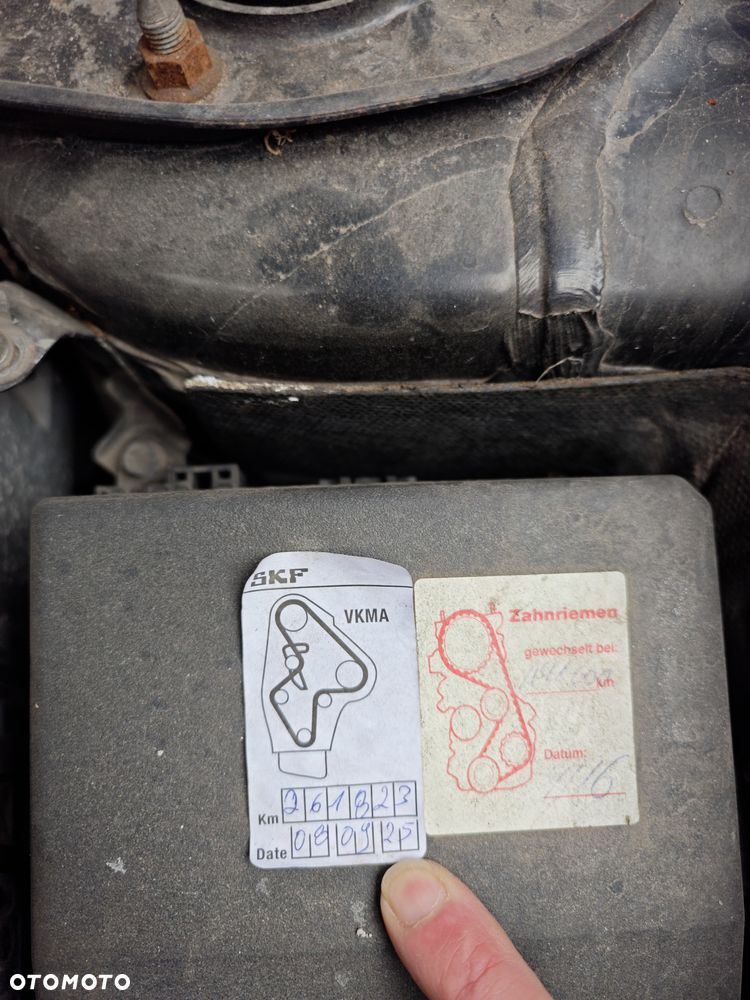 SKF
VKMA
Km 261823
Date 08 09 25
Zahnriemen
gewechselt bei:
km
Datum:
OTOMOTO